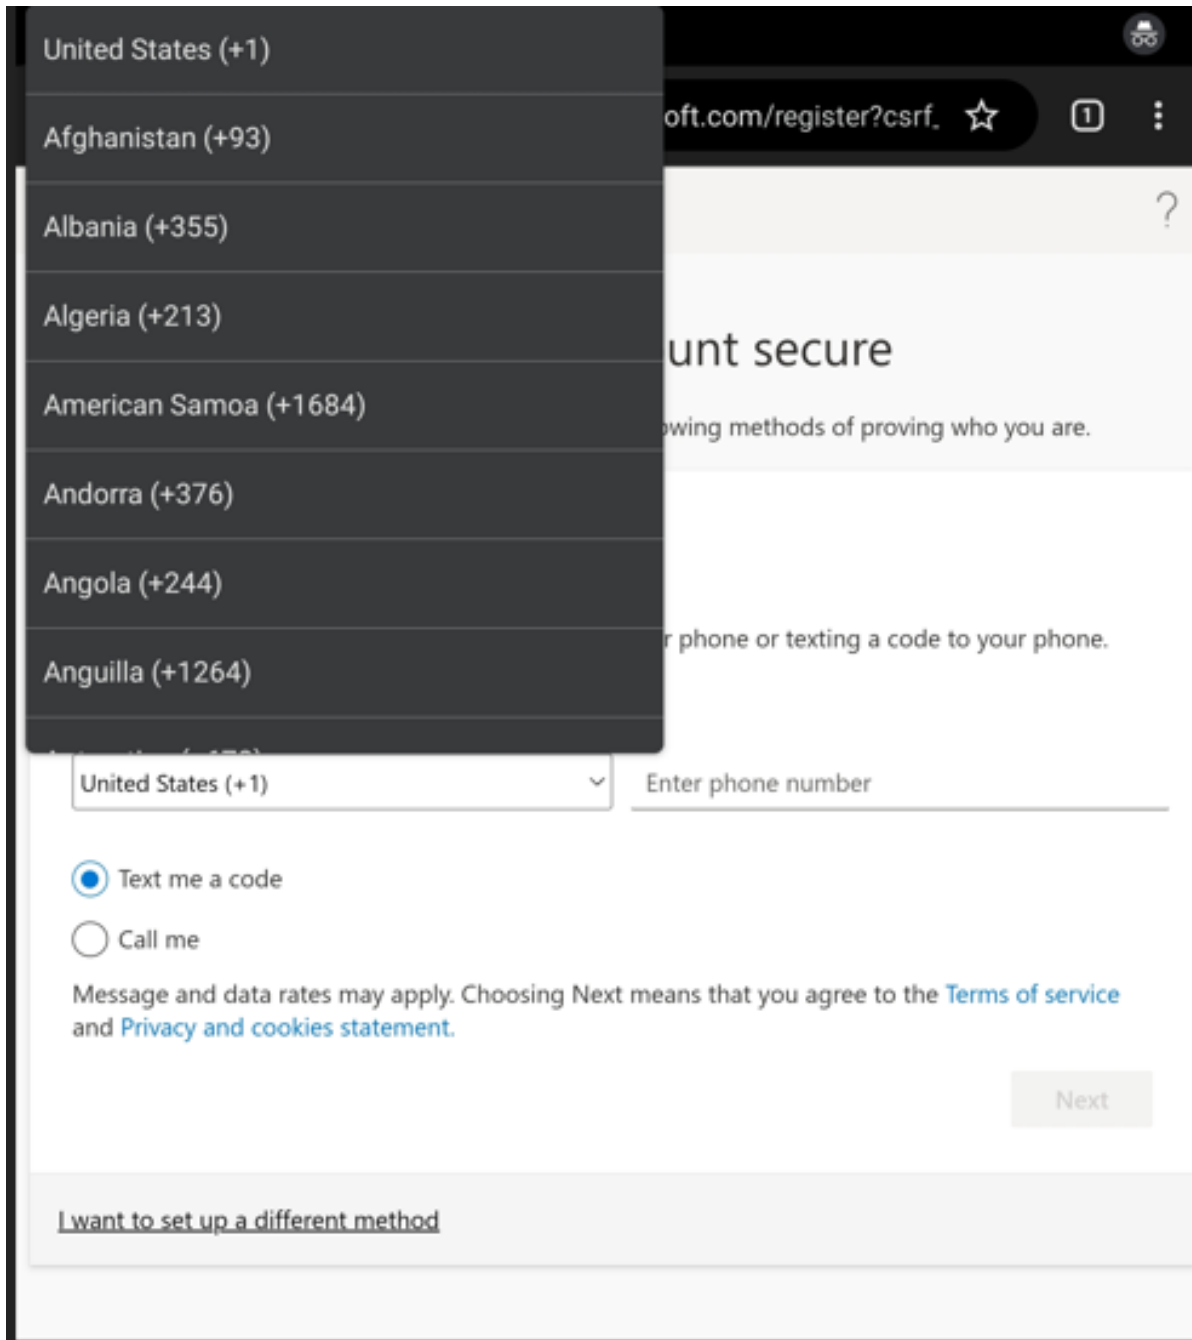 United States (+1)
Afghanistan (+93)
Albania (+355)
Algeria (+213)
American Samoa (+1684)
Andorra (+376)
Angola (+244)
Anguilla (+1264)
oft.com/register?csrf_
1
?
unt secure
owing methods of proving who you are.
r phone or texting a code to your phone.
United States (+1)
Enter phone number
Text me a code
Call me
Message and data rates may apply. Choosing Next means that you agree to the Terms of service
and Privacy and cookies statement.
Next
I want to set up a different method